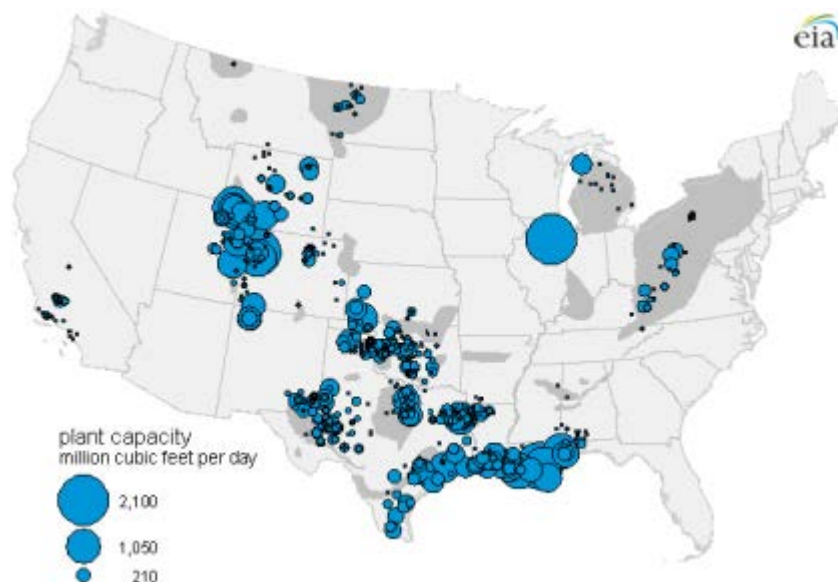 eia
plant capacity
million cubic feet per day
2,100
1,050
210